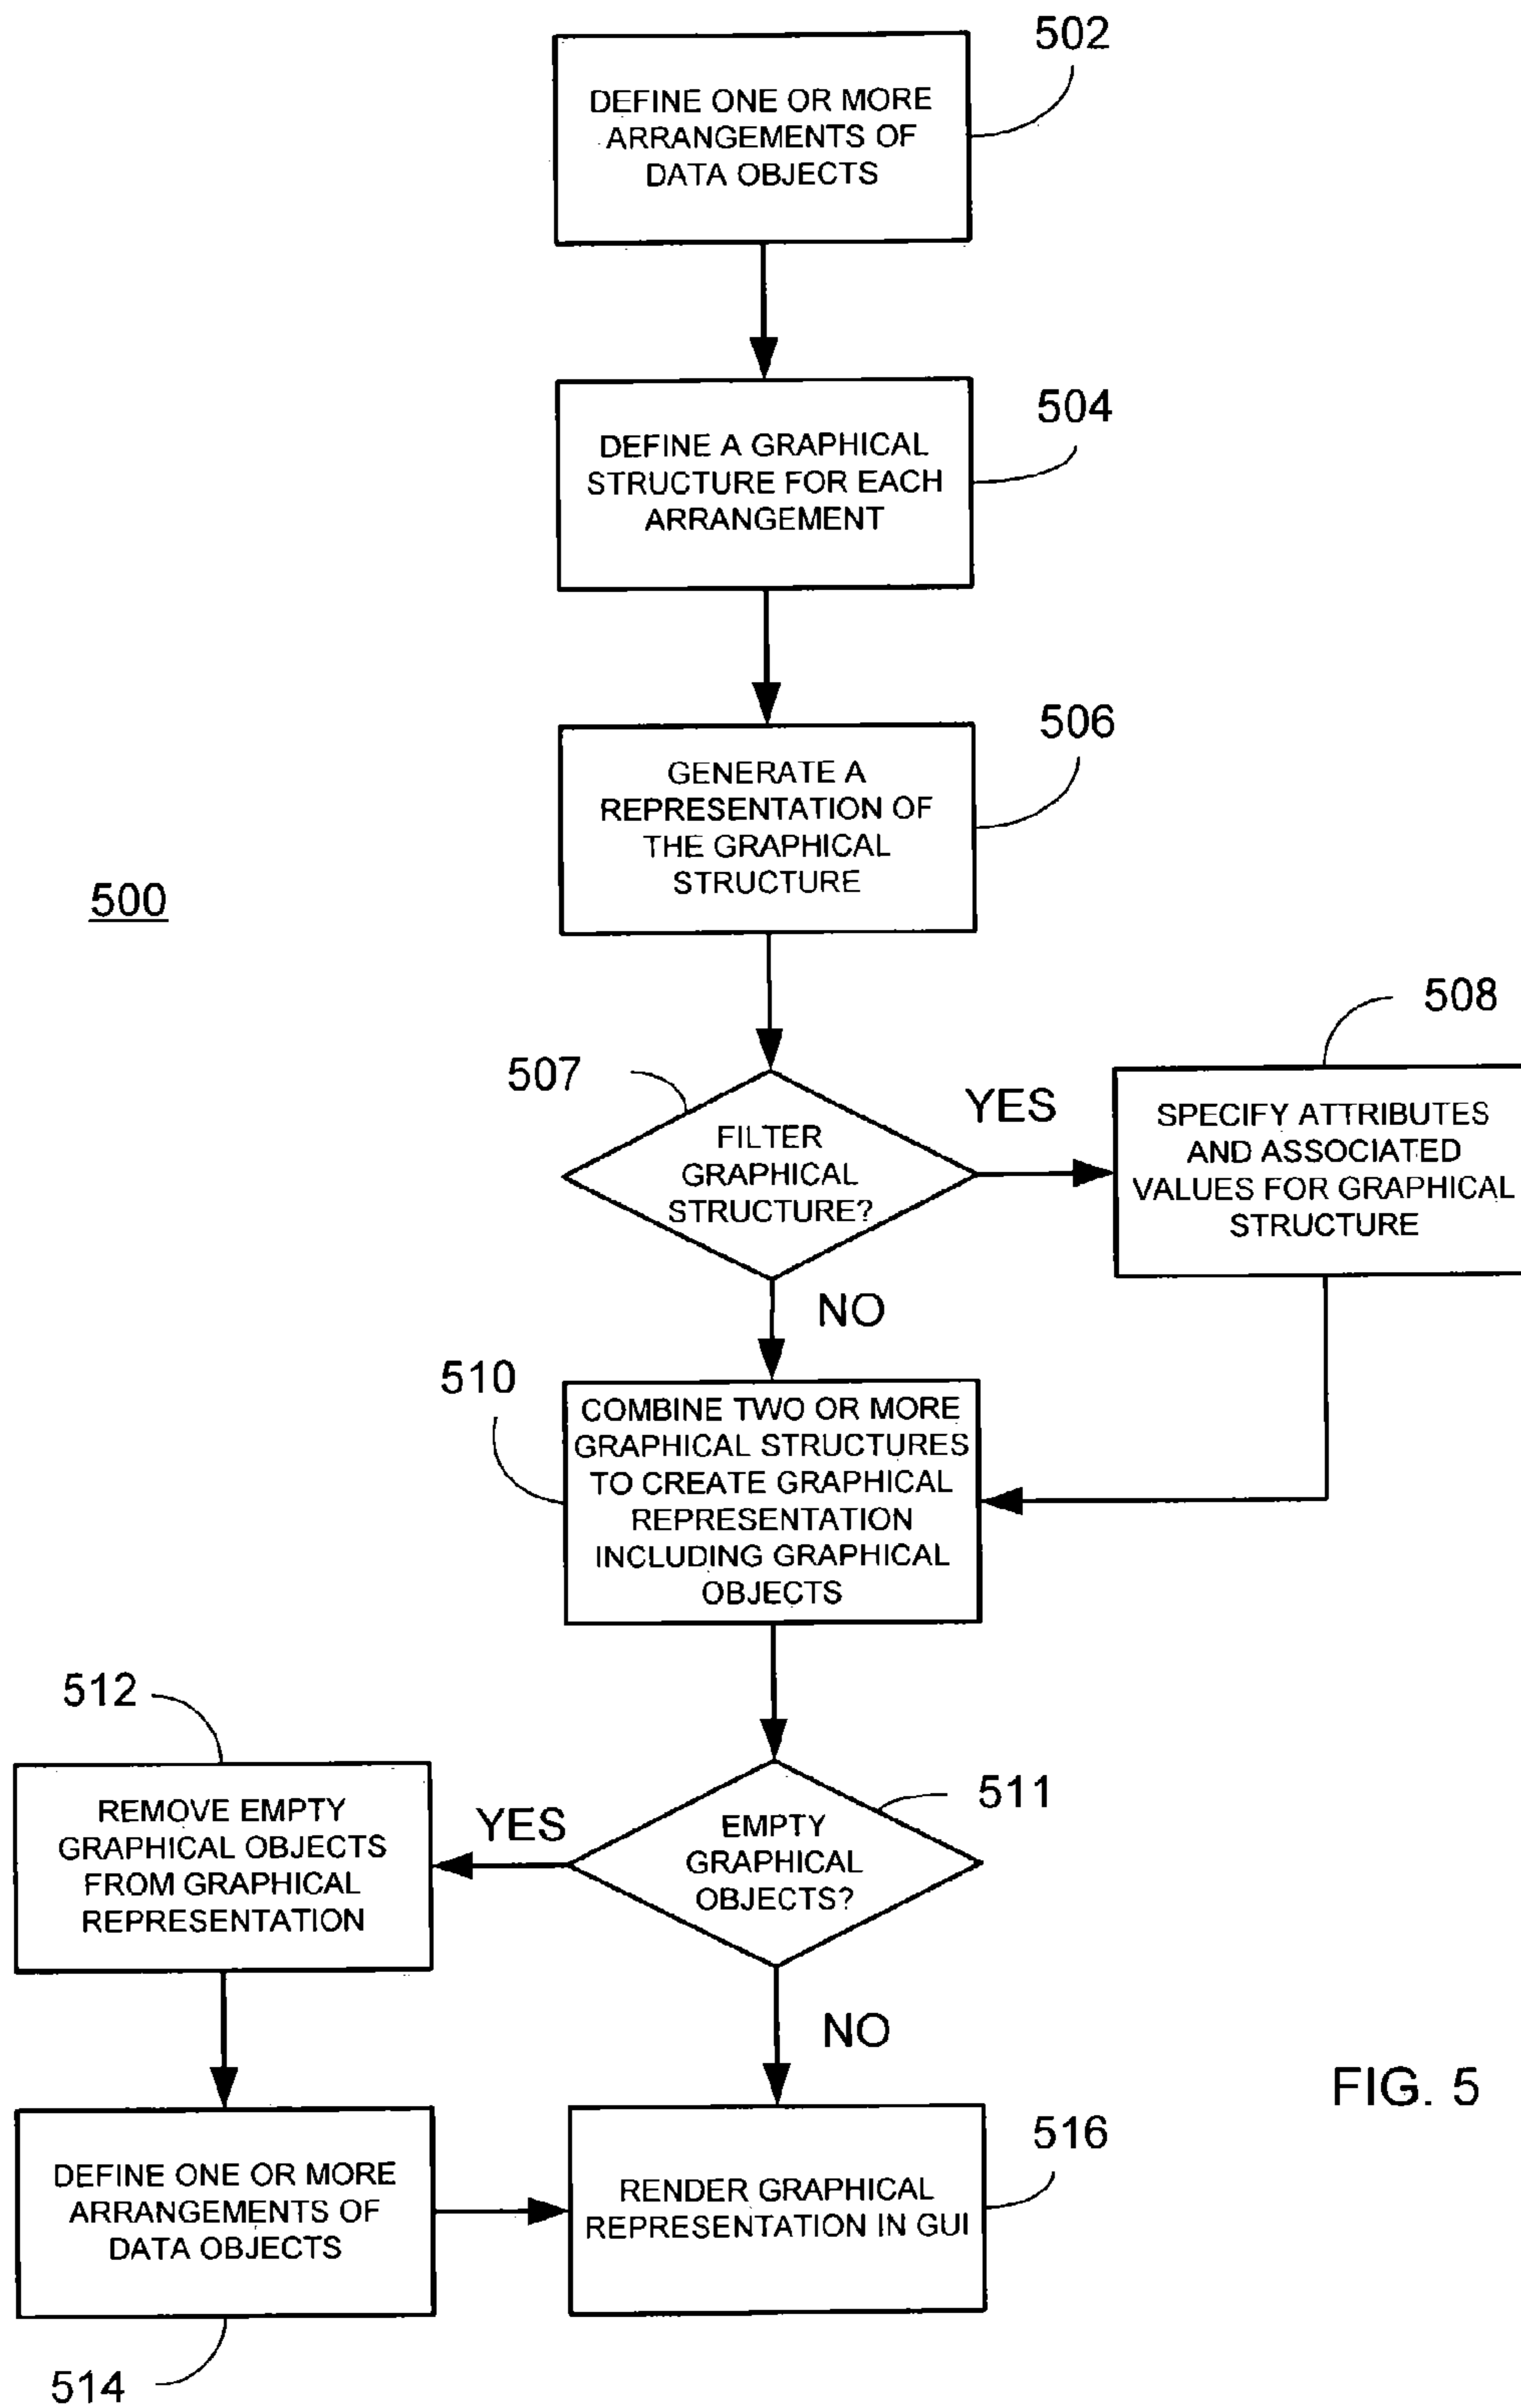 502
DEFINE ONE OR MORE
ARRANGEMENTS OF
DATA OBJECTS
504
DEFINE A GRAPHICAL
STRUCTURE FOR EACH
ARRANGEMENT
506
GENERATE A
REPRESENTATION OF
THE GRAPHICAL
STRUCTURE
500
507
FILTER
GRAPHICAL
STRUCTURE?
YES
508
SPECIFY ATTRIBUTES
AND ASSOCIATED
VALUES FOR GRAPHICAL
STRUCTURE
NO
510
COMBINE TWO OR MORE
GRAPHICAL STRUCTURES
TO CREATE GRAPHICAL
REPRESENTATION
INCLUDING GRAPHICAL
OBJECTS
511
EMPTY
GRAPHICAL
OBJECTS?
YES
512
REMOVE EMPTY
GRAPHICAL OBJECTS
FROM GRAPHICAL
REPRESENTATION
NO
DEFINE ONE OR MORE
ARRANGEMENTS OF
DATA OBJECTS
514
516
RENDER GRAPHICAL
REPRESENTATION IN GUI
FIG. 5